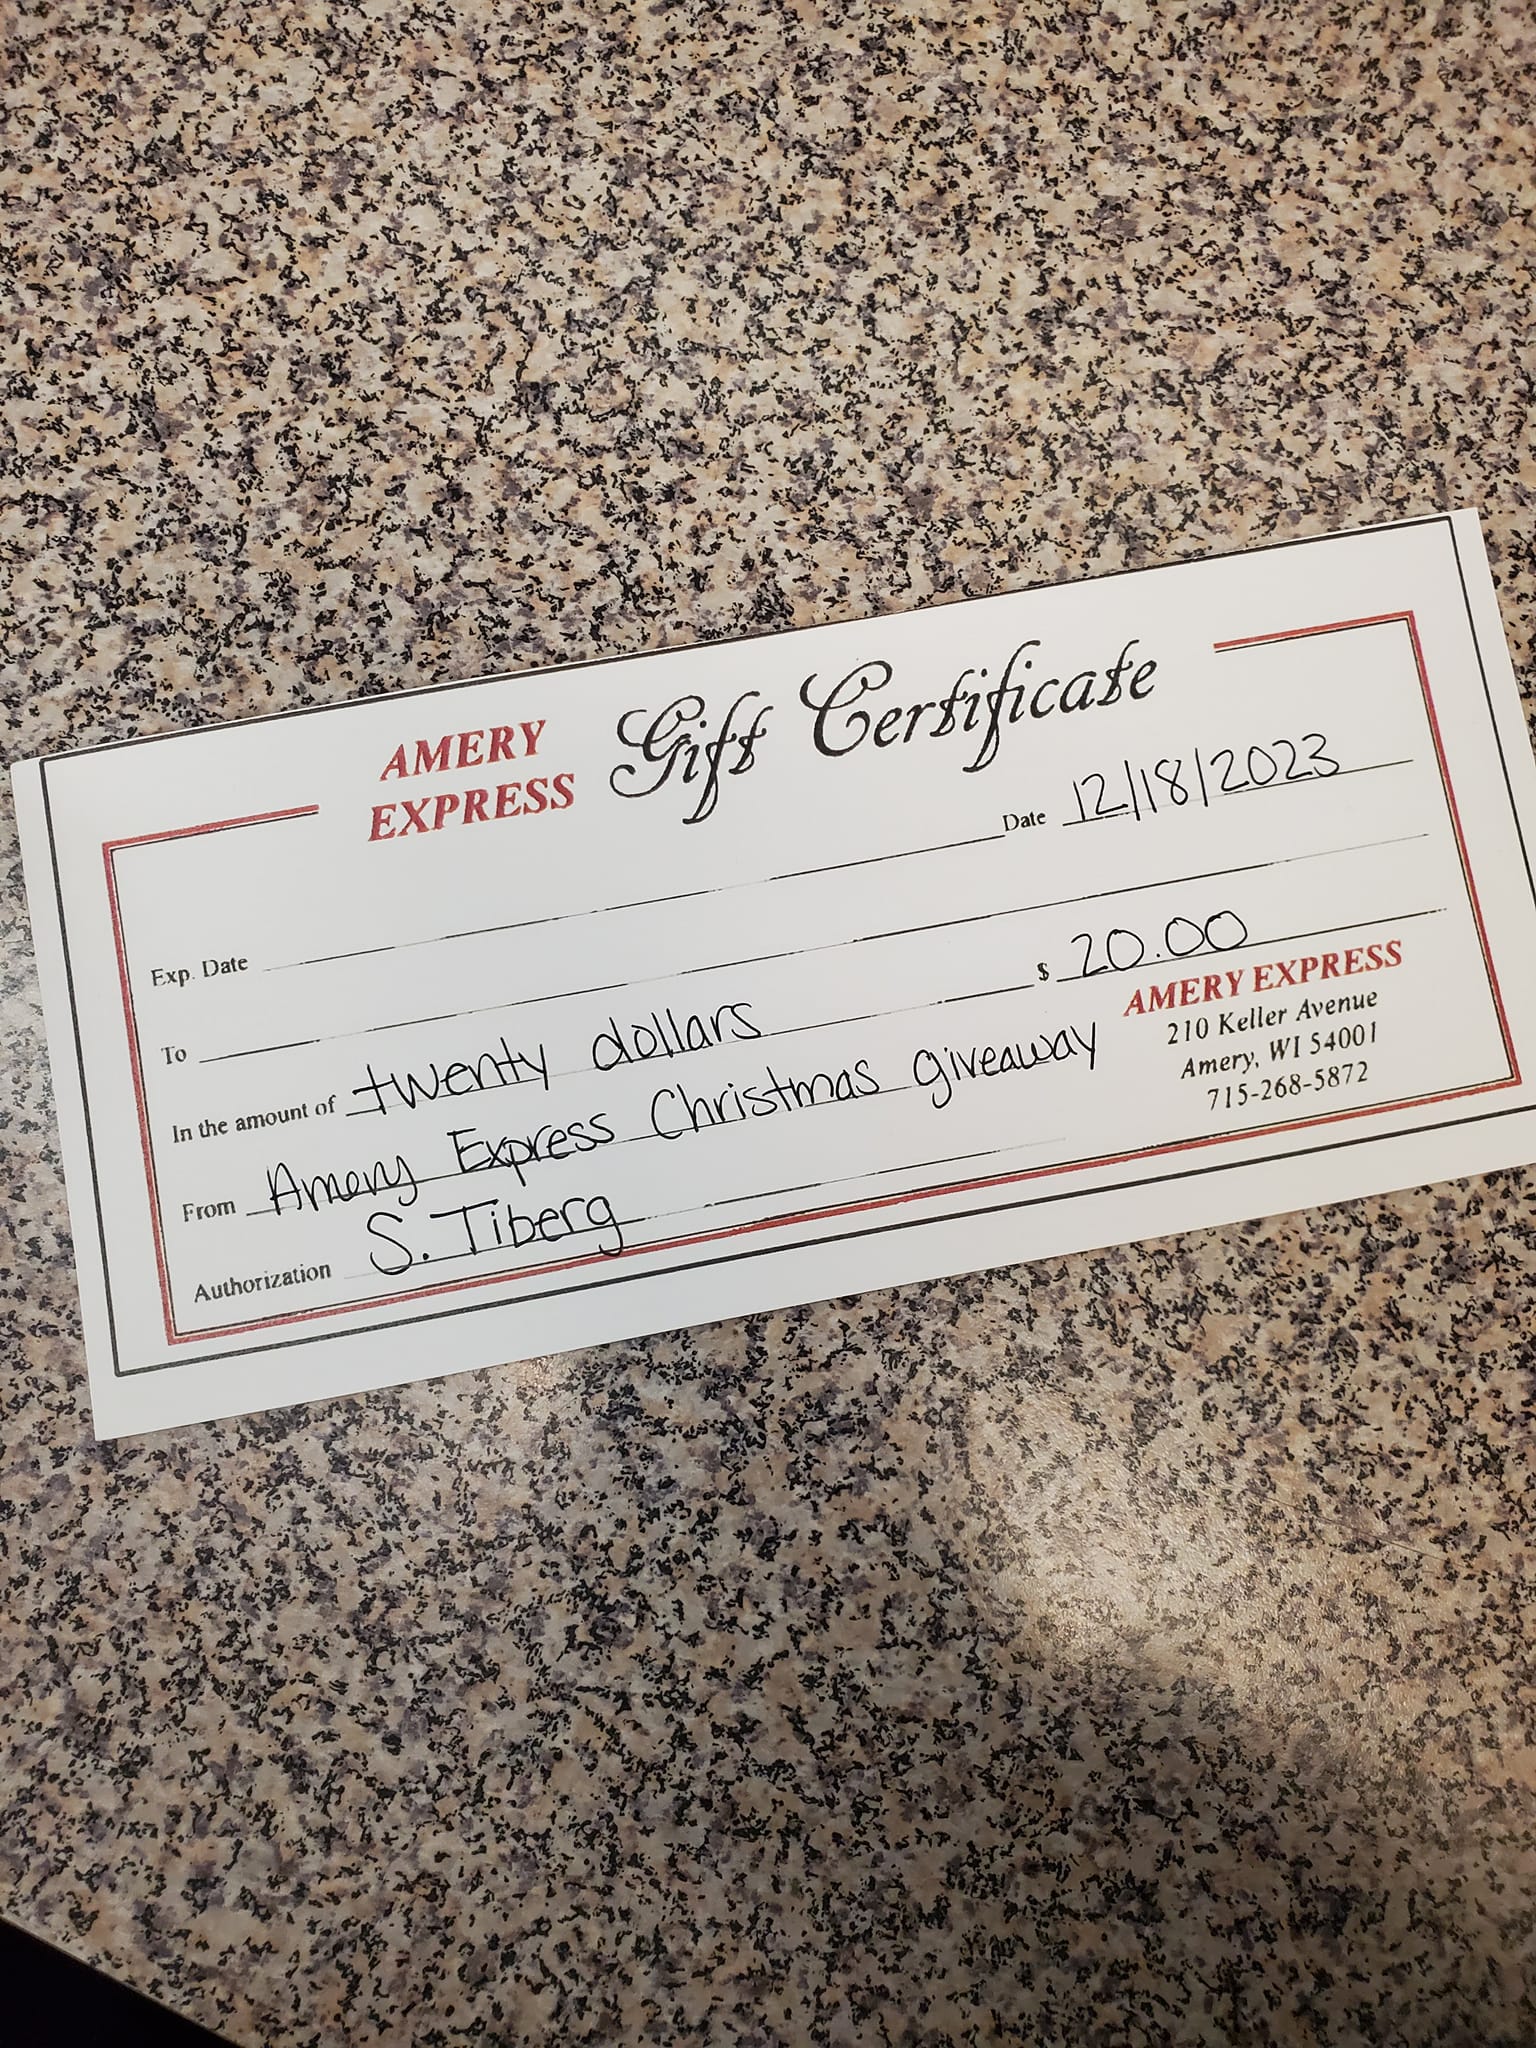 AMERY
EXPRESS
Gift Certificate
Date 12/18/2023
Exp. Date
To
In the amount of twenty dollars $ 20.00
From Amery Express Christmas giveaway
Authorization S. Tiberg
AMERY EXPRESS
210 Keller Avenue
Amery, WI 54001
715-268-5872